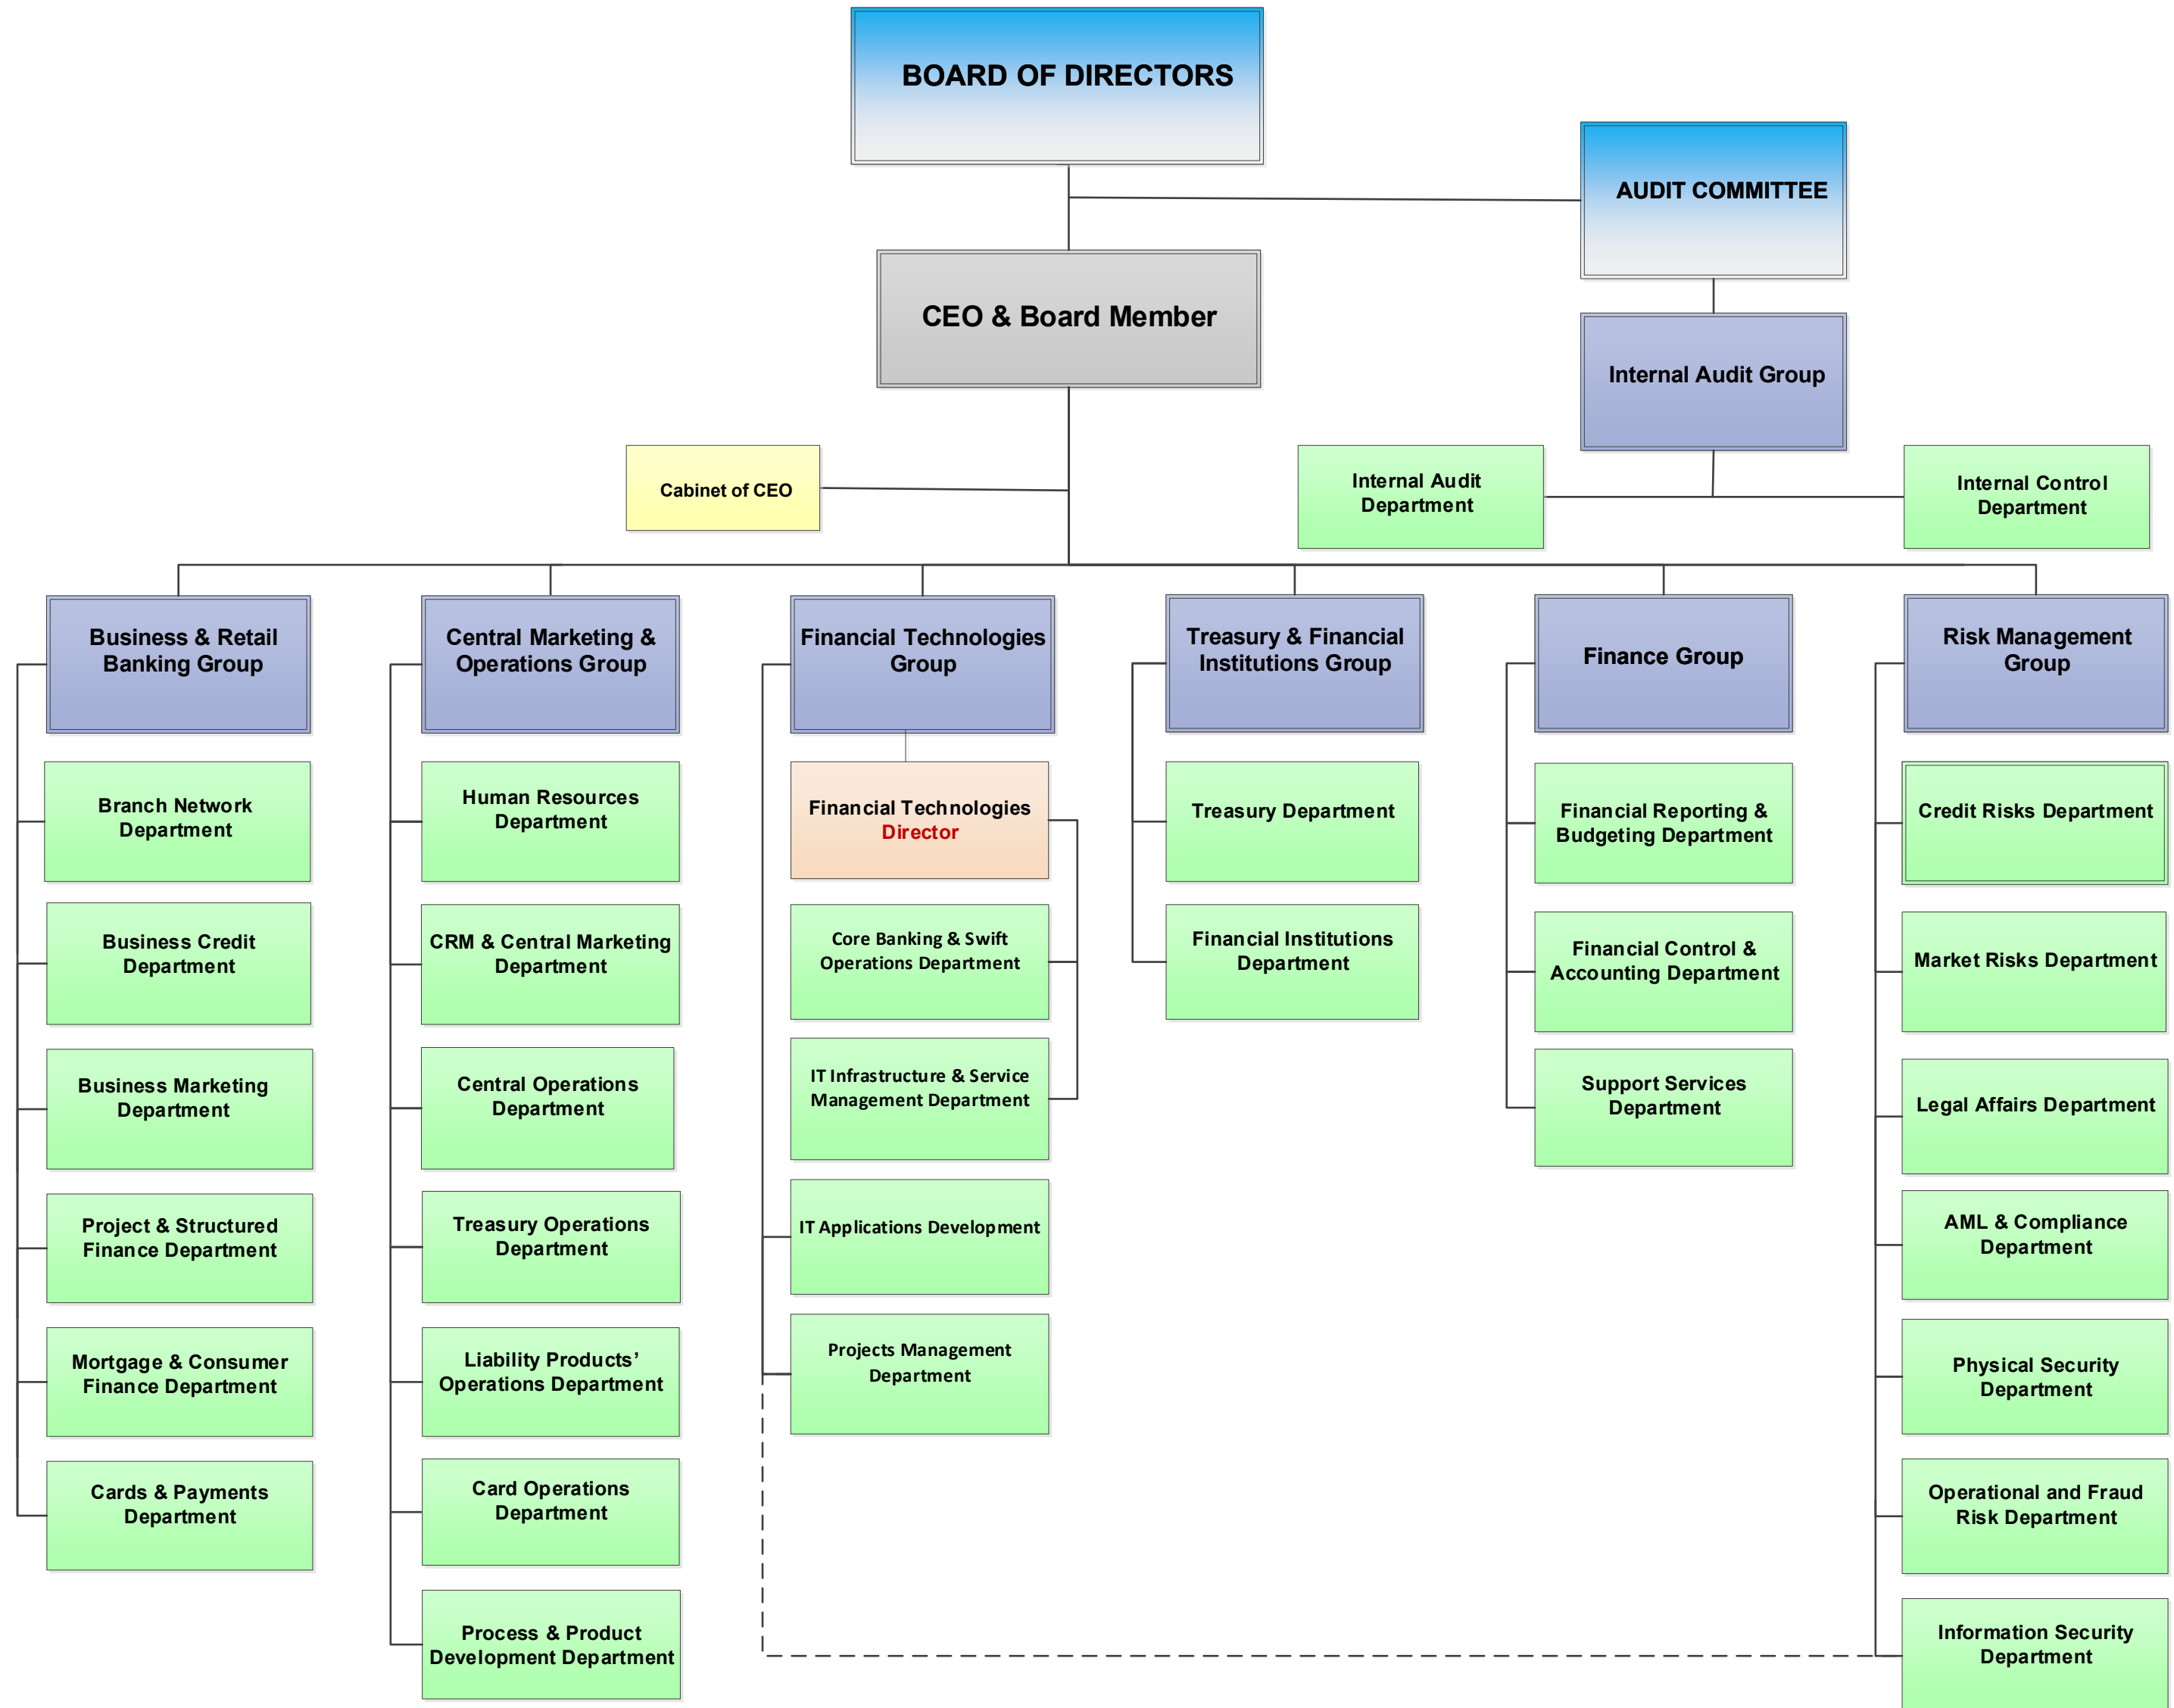 BOARD OF DIRECTORS
AUDIT COMMITTEE
CEO & Board Member
Internal Audit Group
Cabinet of CEO
Internal Audit
Department
Internal Control
Department
Business & Retail
Banking Group
Central Marketing &
Operations Group
Financial Technologies
Group
Treasury & Financial
Institutions Group
Finance Group
Risk Management
Group
Branch Network
Department
Business Credit
Department
Business Marketing
Department
Project & Structured
Finance Department
Mortgage & Consumer
Finance Department
Cards & Payments
Department
Human Resources
Department
CRM & Central Marketing
Department
Central Operations
Department
Treasury Operations
Department
Liability Products’
Operations Department
Card Operations
Department
Process & Product
Development Department
Financial Technologies
Director
Core Banking & Swift
Operations Department
IT Infrastructure & Service
Management Department
IT Applications Development
Projects Management
Department
Treasury Department
Financial Institutions
Department
Financial Reporting &
Budgeting Department
Financial Control &
Accounting Department
Support Services
Department
Credit Risks Department
Market Risks Department
Legal Affairs Department
AML & Compliance
Department
Physical Security
Department
Operational and Fraud
Risk Department
Information Security
Department